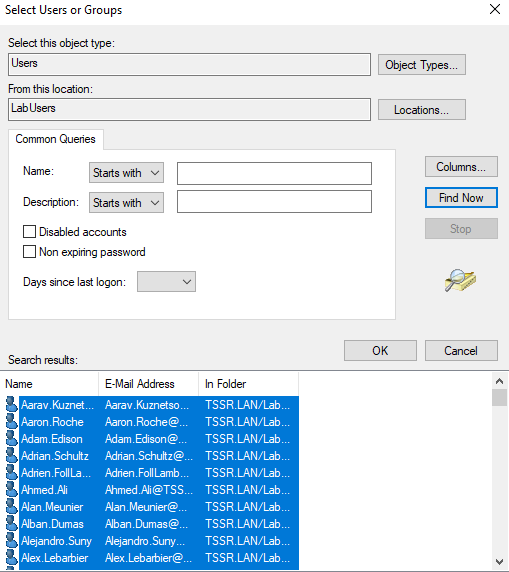 Select Users or Groups
Select this object type:
Users
Object Types...
From this location:
LabUsers
Locations...
Common Queries
Name:
Starts with
Description:
Starts with
Disabled accounts
Non expiring password
Days since last logon:
Columns...
Find Now
Stop
OK
Cancel
Search results:
Name E-Mail Address In Folder
Aarav.Kuznet... Aarav.Kuznetso... TSSR.LAN/Lab...
Aaron.Roche Aaron.Roche@... TSSR.LAN/Lab...
Adam.Edison Adam.Edison@... TSSR.LAN/Lab...
Adrian.Schultz Adrian.Schultz@... TSSR.LAN/Lab...
Adrien.FollLam... Adrien.FollLamb... TSSR.LAN/Lab...
Ahmed.Ali Ahmed.Ali@TSS... TSSR.LAN/Lab...
Alan.Meunier Alan.Meunier@... TSSR.LAN/Lab...
Alban.Dumas Alban.Dumas@... TSSR.LAN/Lab...
Alejandro.Suny Alejandro.Suny... TSSR.LAN/Lab...
Alex.Lebarbier Alex.Lebarbier@... TSSR.LAN/Lab...